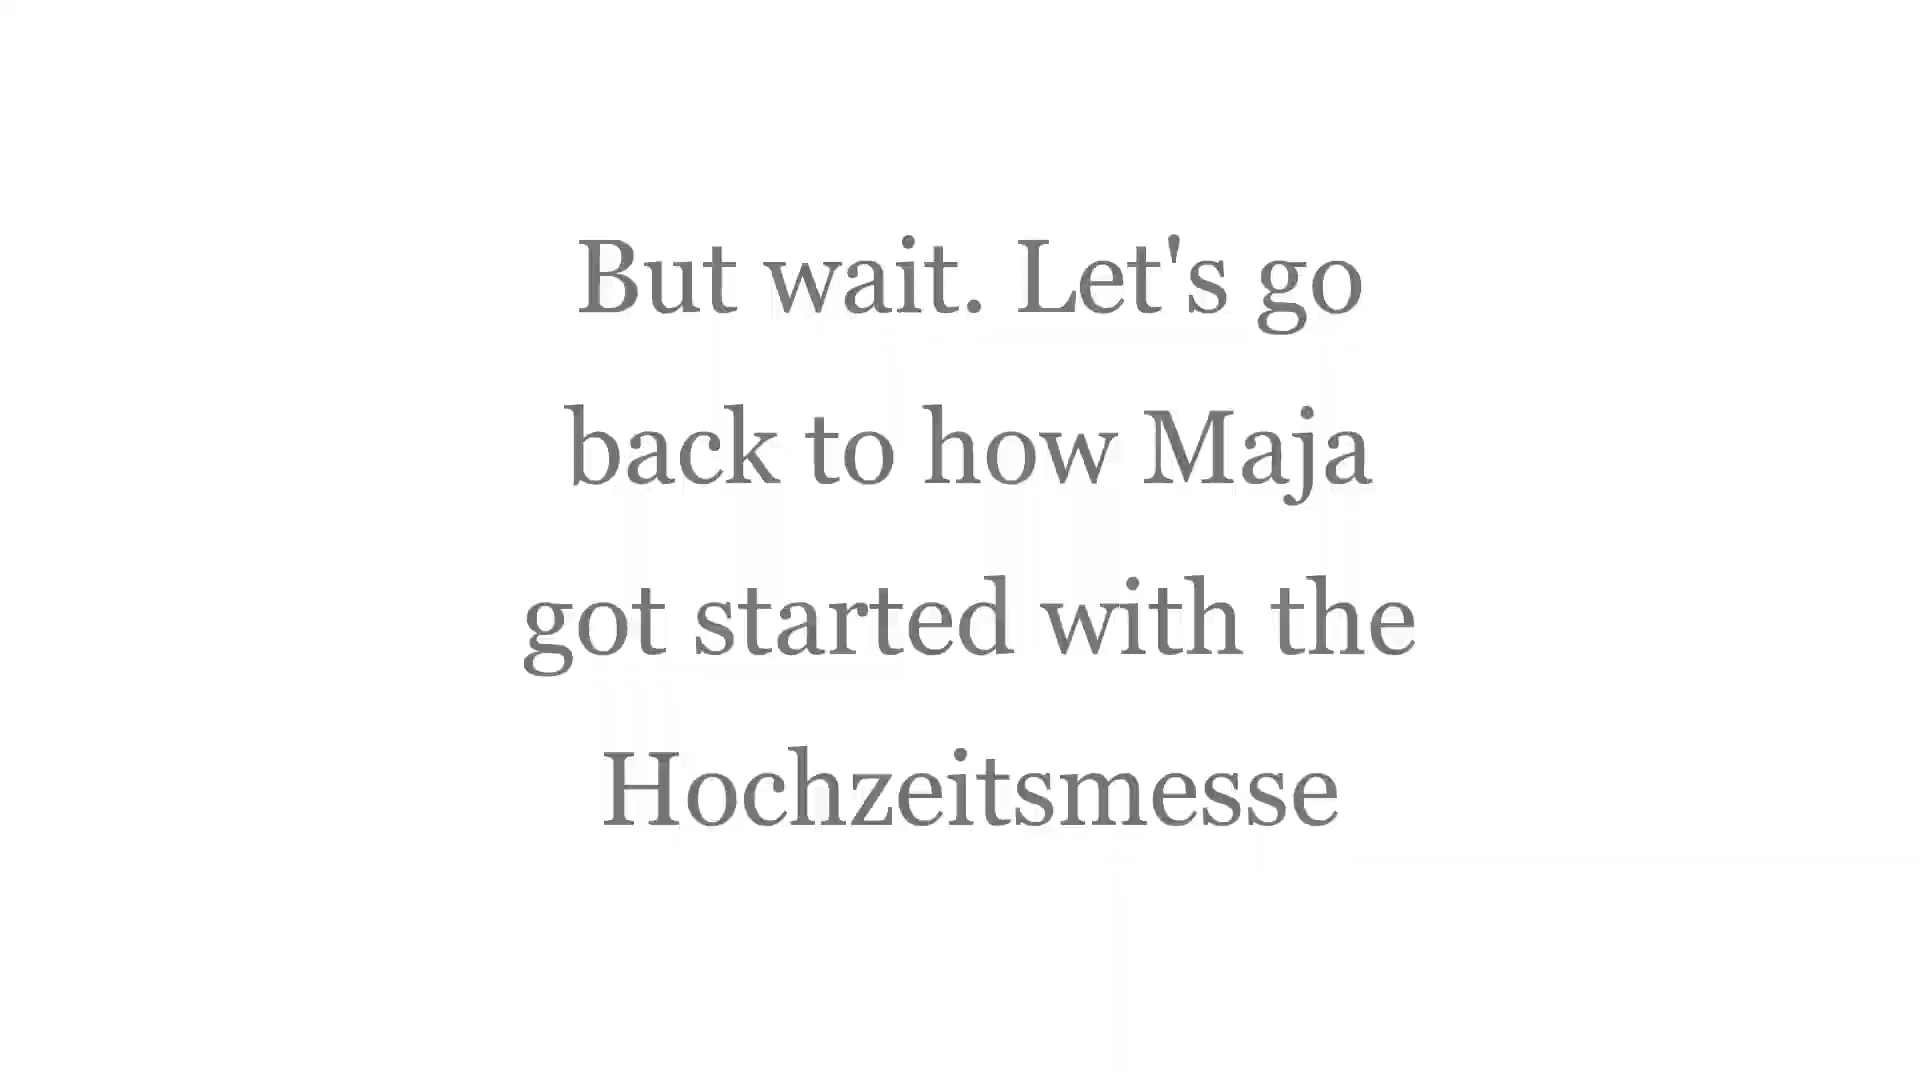 But wait. Let's go
back to how Maja
got started with the
Hochzeitsmesse